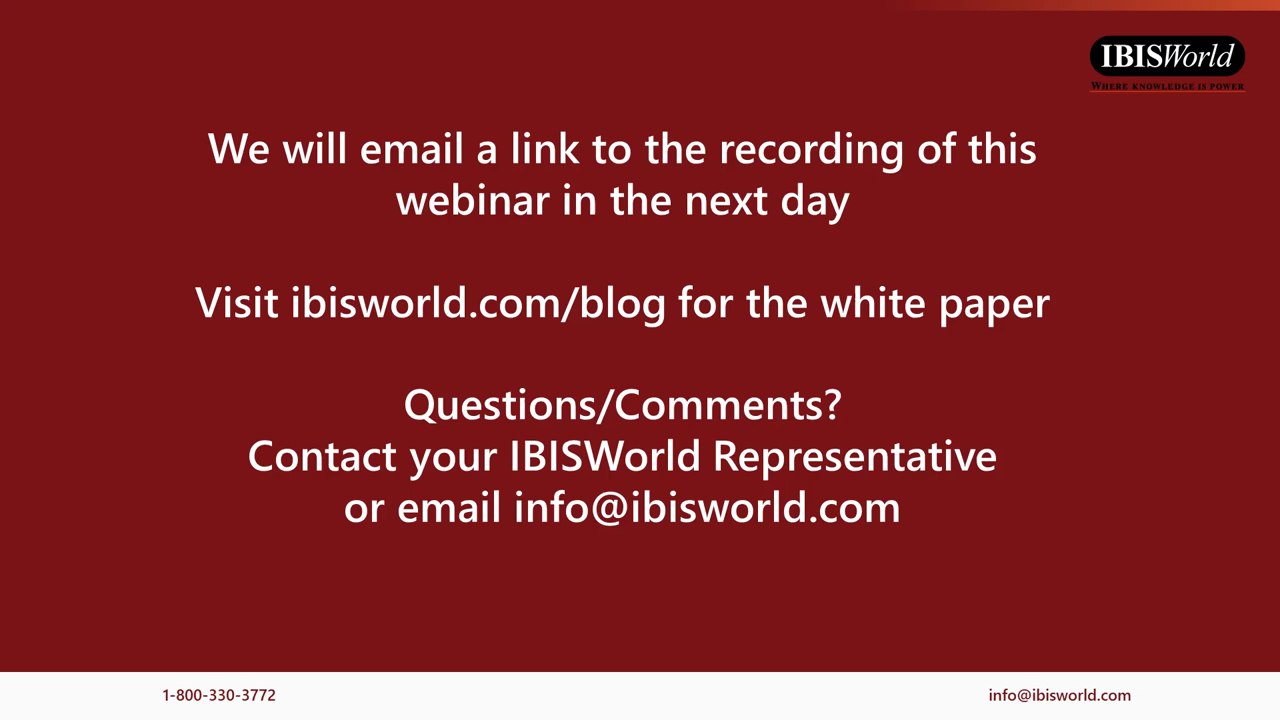 IBISWorld
WHERE KNOWLEDGE IS POWER
We will email a link to the recording of this
webinar in the next day
Visit ibisworld.com/blog for the white paper
Questions/Comments?
Contact your IBISWorld Representative
or email info@ibisworld.com
1-800-330-3772
info@ibisworld.com